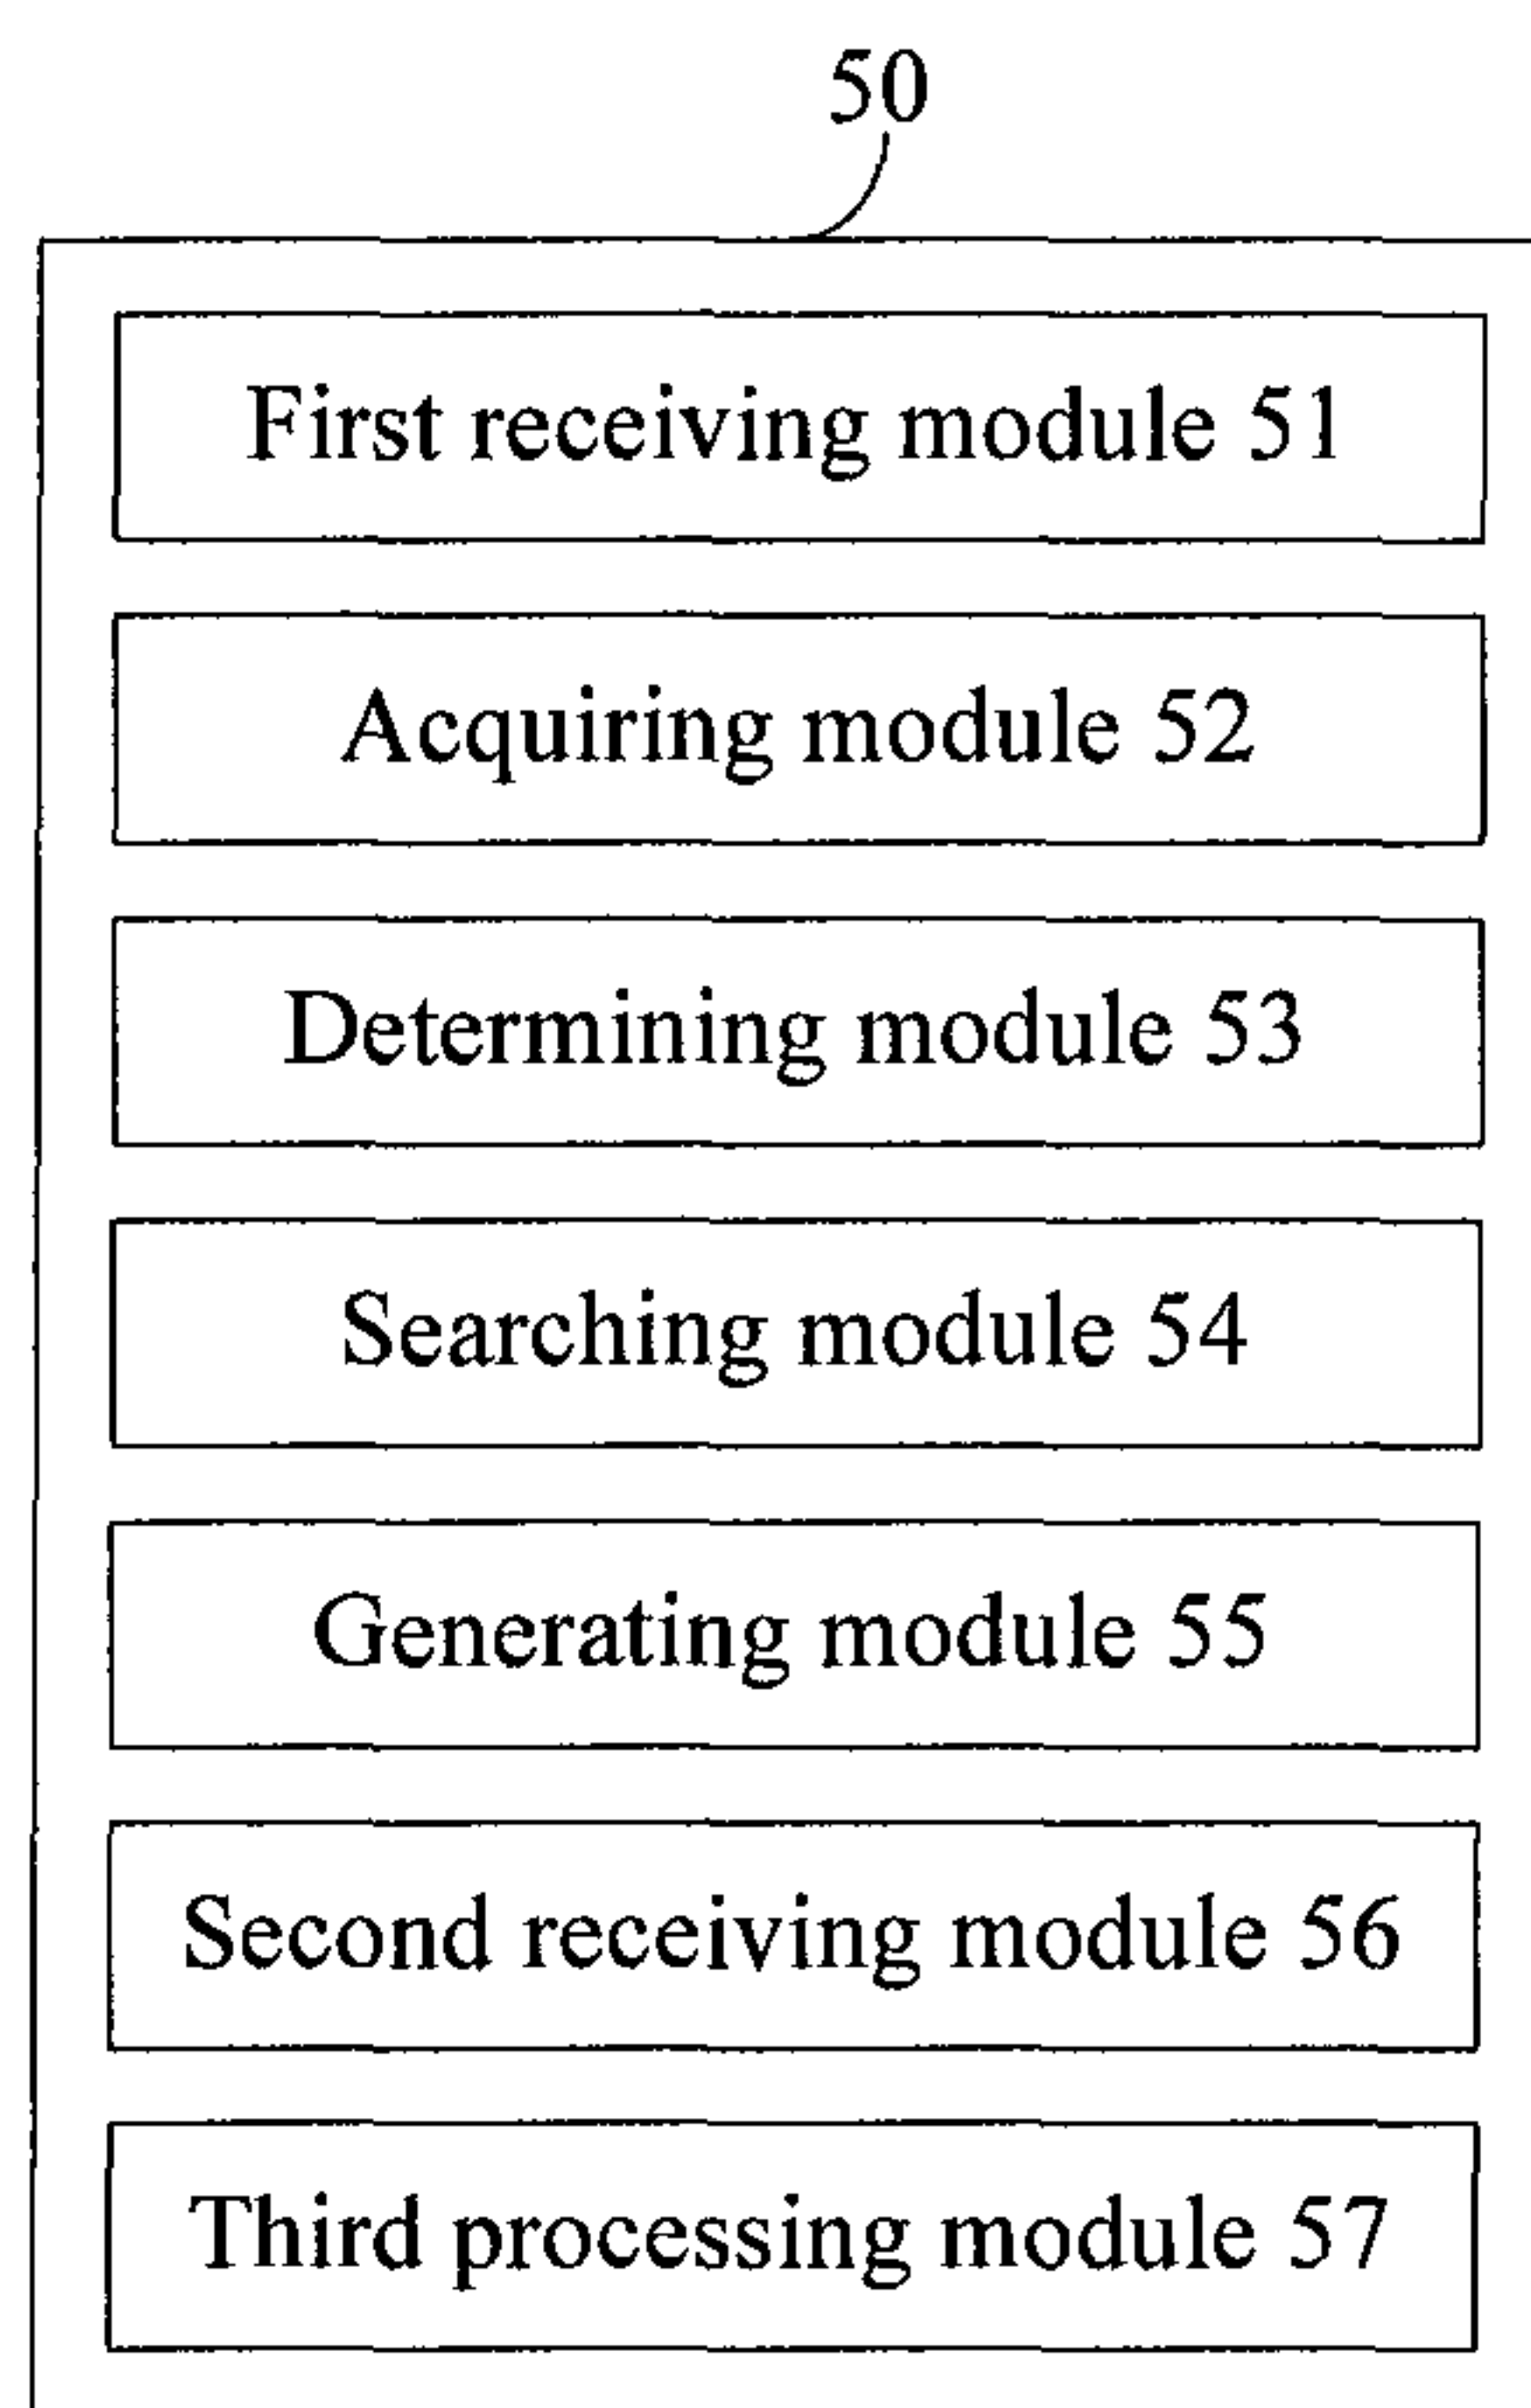 50
First receiving module 51
Acquiring module 52
Determining module 53
Searching module 54
Generating module 55
Second receiving module 56
Third processing module 57